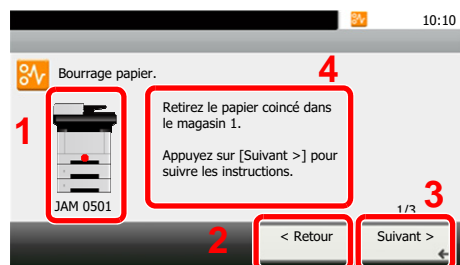 10:10
Bourrage papier.
4
1
Retirez le papier coincé dans
le magasin 1.
Appuyez sur [Suivant >] pour
suivre les instructions.
JAM 0501
1/3
3
2
< Retour
Suivant >